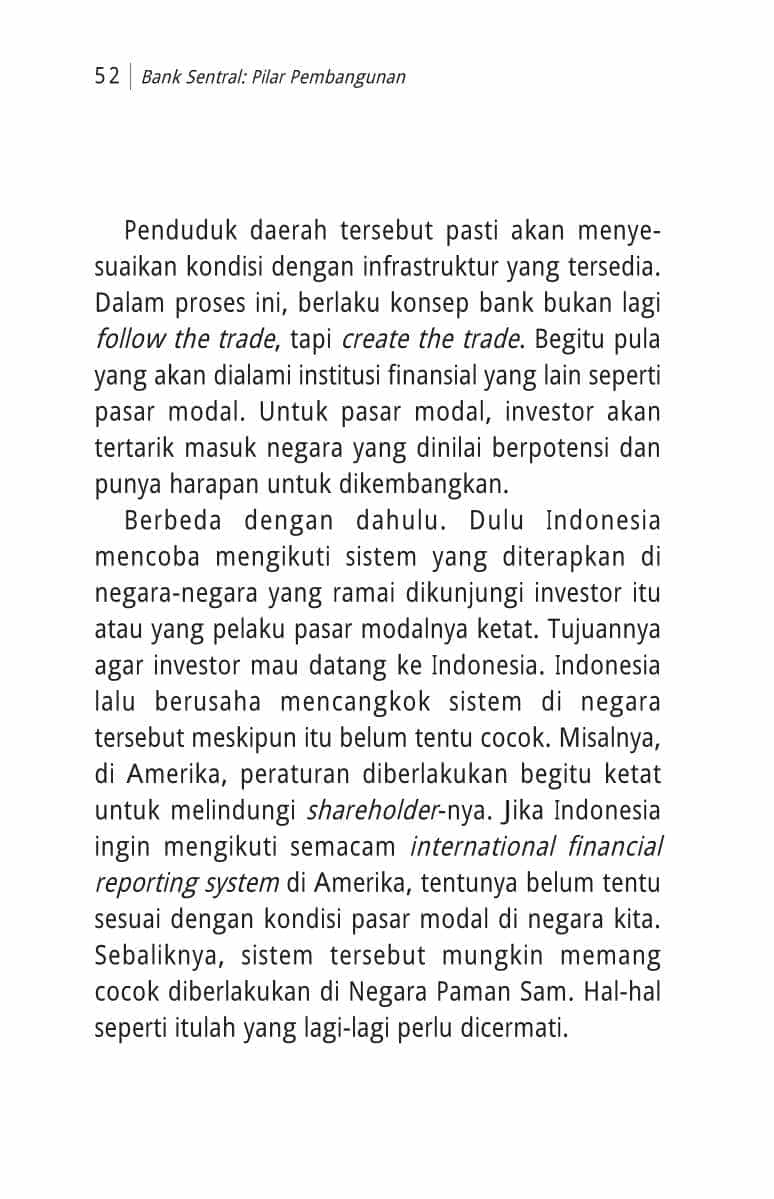 52 | Bank Sentral: Pilar Pembangunan
Penduduk daerah tersebut pasti akan menye-
suaikan kondisi dengan infrastruktur yang tersedia.
Dalam proses ini, berlaku konsep bank bukan lagi
follow the trade, tapi create the trade. Begitu pula
yang akan dialami institusi finansial yang lain seperti
pasar modal. Untuk pasar modal, investor akan
tertarik masuk negara yang dinilai berpotensi dan
punya harapan untuk dikembangkan.
Berbeda dengan dahulu. Dulu Indonesia
mencoba mengikuti sistem yang diterapkan di
negara-negara yang ramai dikunjungi investor itu
atau yang pelaku pasar modalnya ketat. Tujuannya
agar investor mau datang ke Indonesia. Indonesia
lalu berusaha mencangkok sistem di negara
tersebut meskipun itu belum tentu cocok. Misalnya,
di Amerika, peraturan diberlakukan begitu ketat
untuk melindungi shareholder-nya. Jika Indonesia
ingin mengikuti semacam international financial
reporting system di Amerika, tentunya belum tentu
sesuai dengan kondisi pasar modal di negara kita.
Sebaliknya, sistem tersebut mungkin memang
cocok diberlakukan di Negara Paman Sam. Hal-hal
seperti itulah yang lagi-lagi perlu dicermati.